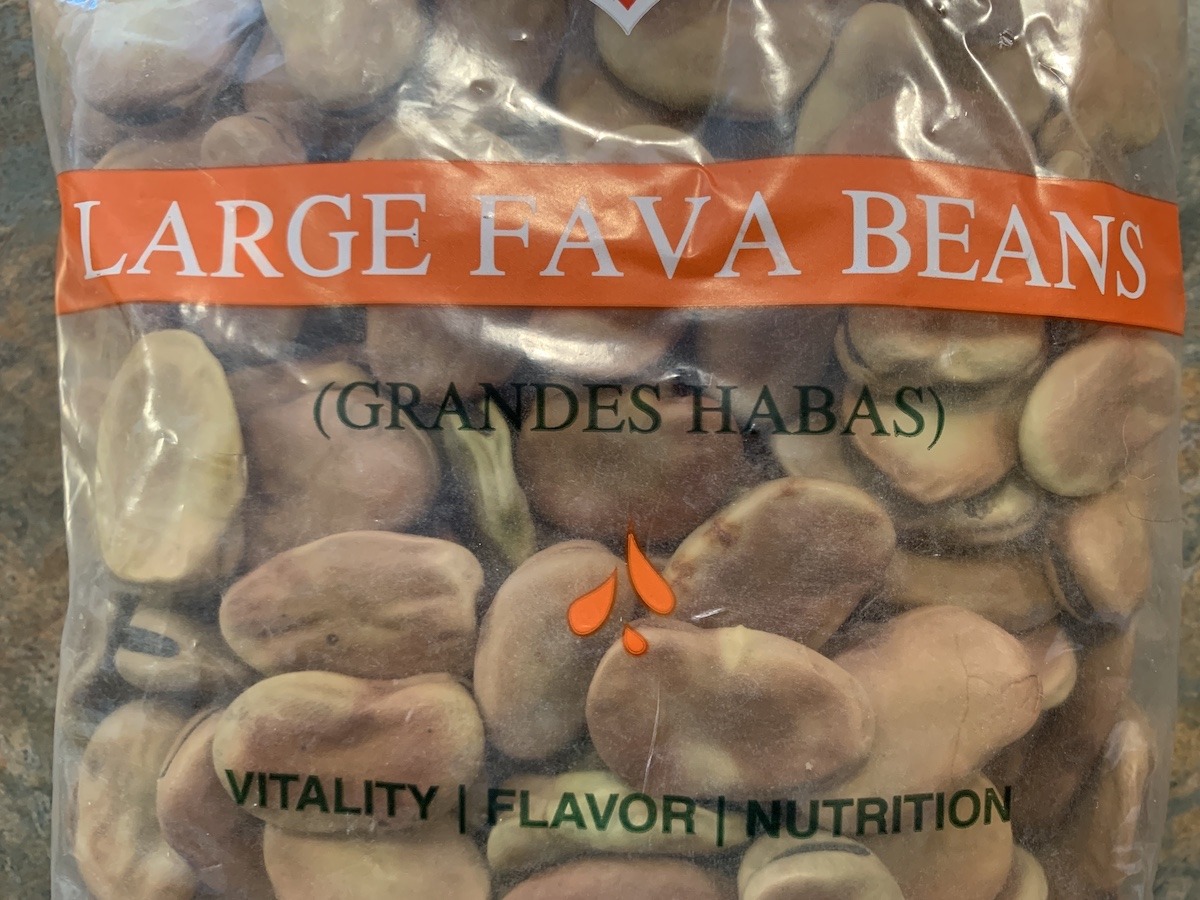 LARGE FAVA BEANS
(GRANDES HABAS)
VITALITY | FLAVOR | NUTRITION